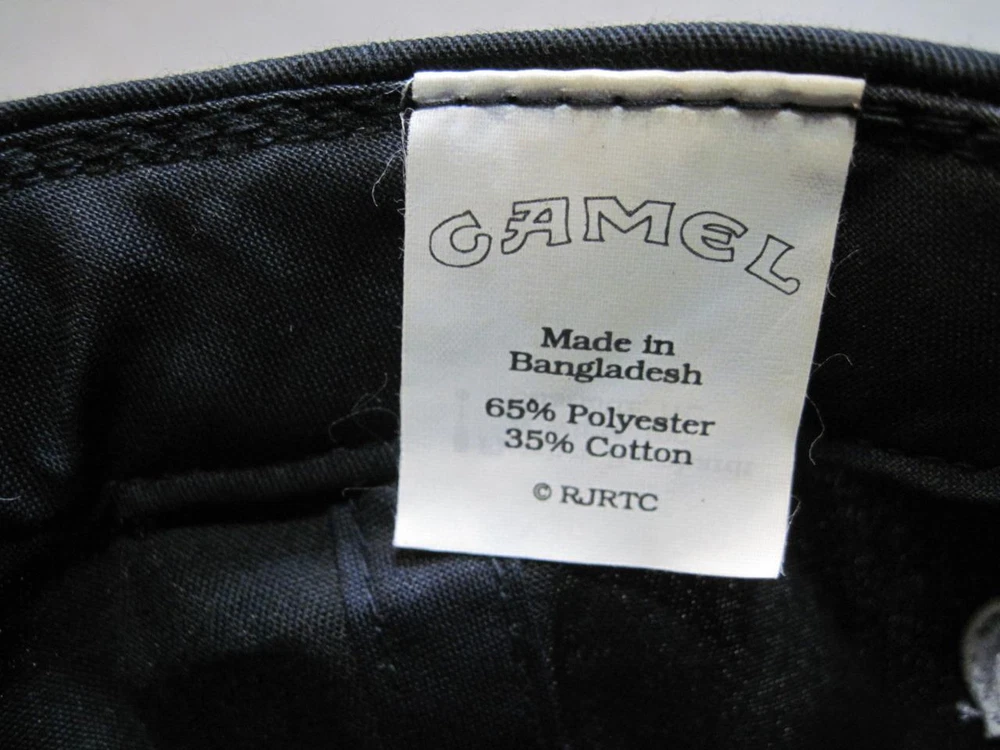 CAMEL
Made in
Bangladesh
65% Polyester
35% Cotton
© RJRTC